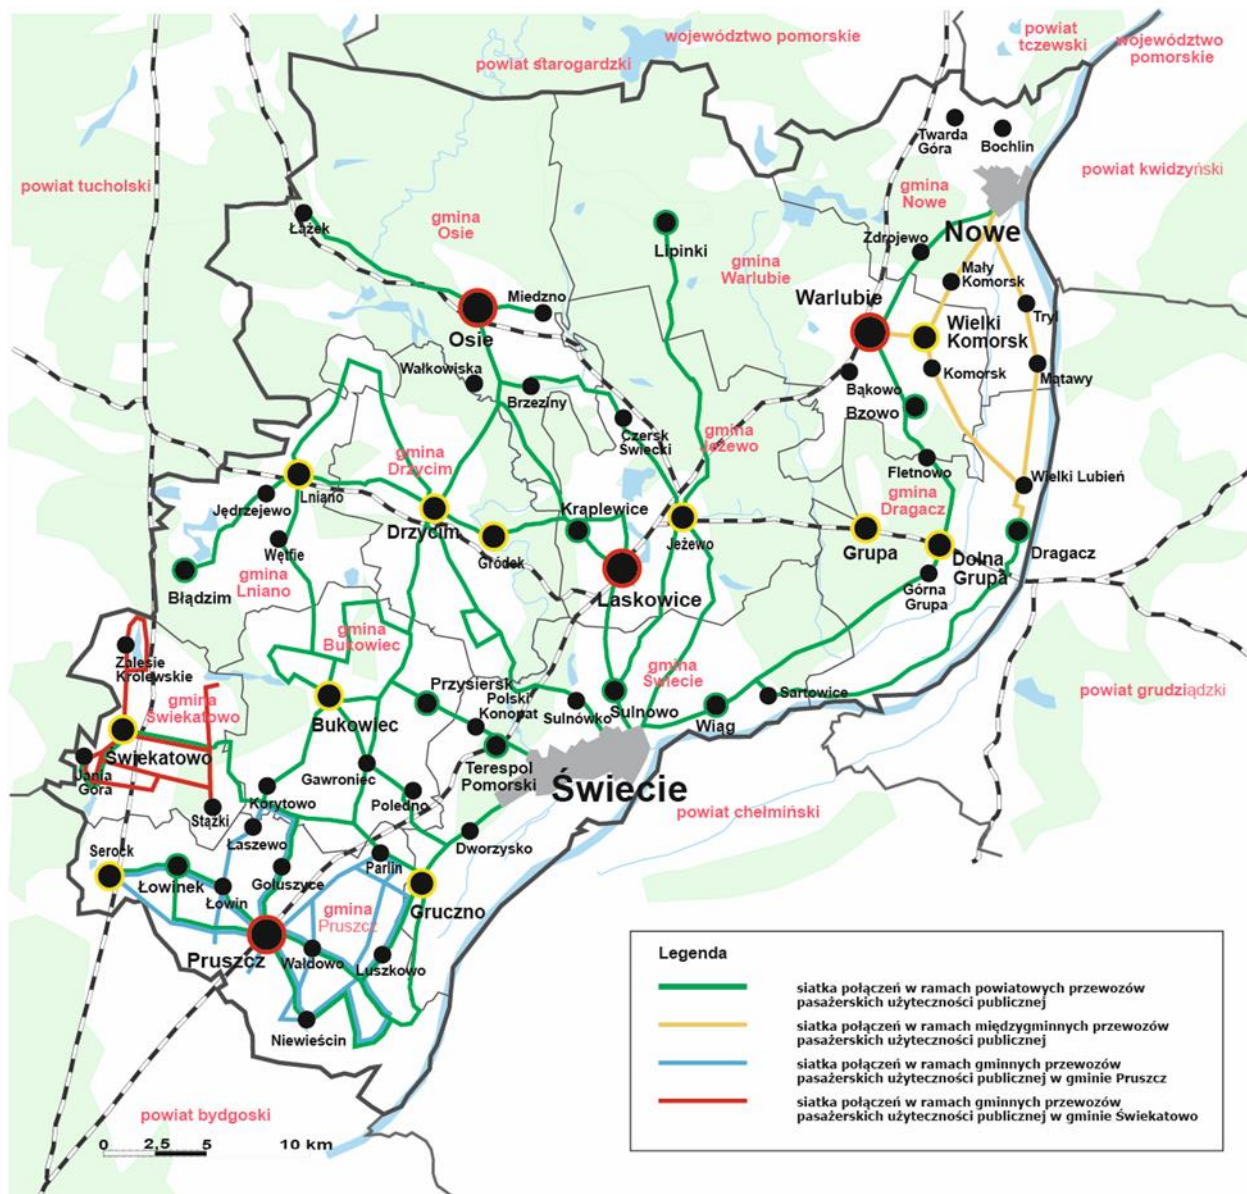 województwo pomorskie
powiat starogardzki
powiat
tczewski
województwo
pomorskie
Twarda
Góra
Bochlin
powiat kwidzyński
powiat tucholski
gmina
Nowe
gmina
Osie
Łążek
Lipinki
Zdrojewo
Nowe
gmina
Warlubie
Mały
Komorsk
Miedzno
Warlubie
Tryl
Osie
Wielki
Komorsk
Wałkowiska
Brzeziny
Bąkowo
Komorsk
Mątawy
Bzowo
Czersk
Świecki
gmina
Jeżewo
gmina
Drzycim
Fletnowo
Wielki Lubień
gmina
Dragacz
Lniano
Jędrzejewo
Krąplewice
Drzycim
Jeżewo
Grupa
Dragacz
Wętfie
Gródek
Dolna
Grupa
gmina
Lniano
Błądzim
Laskowice
Górna
Grupa
gmina
Bukowiec
Zalesie
Królewskie
gmina
Świecie
gmina
Świekatowo
Przysiersk
Polski
Konopat
Sulnówko
Sulnowo
Wiąg
Sartowice
powiat grudziądzki
Bukowiec
Świekatowo
Jania
Góra
Gawroniec
Terespol
Pomorski
Świecie
Korytowo
Poledno
powiat chełmiński
Stążki
Łaszewo
Dworzysko
Serock
Parlin
Łowinek
Gołuszyce
Łowin
gmina
Pruszcz
Gruczno
Pruszcz
Wałdowo
Luszkowo
Niewieścin
powiat bydgoski
0 2,5 5 10 km
Legenda
siatka połączeń w ramach powiatowych przewozów
pasażerskich użyteczności publicznej
siatka połączeń w ramach międzygminnych przewozów
pasażerskich użyteczności publicznej
siatka połączeń w ramach gminnych przewozów
pasażerskich użyteczności publicznej w gminie Pruszcz
siatka połączeń w ramach gminnych przewozów
pasażerskich użyteczności publicznej w gminie Świekatowo